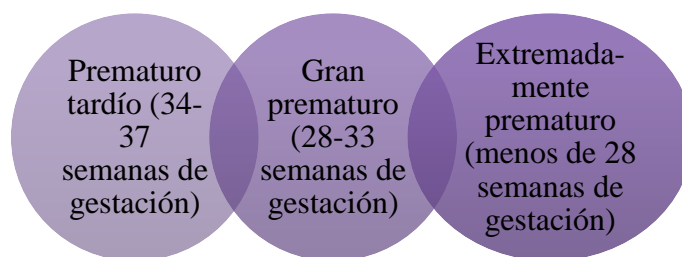 Prematuro
tardío (34-
37
semanas de
gestación)
Gran
prematuro
(28-33
semanas de
gestación)
Extremada-
mente
prematuro
(menos de 28
semanas de
gestación)